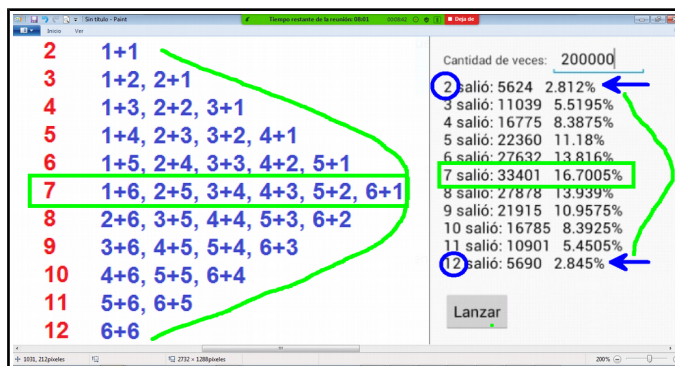 Sin título - Paint
Tiempo restante de la reunión: 08:01
Deja de
Inicio Ver
2 1+1
3 1+2, 2+1
4 1+3, 2+2, 3+1
5 1+4, 2+3, 3+2, 4+1
6 1+5, 2+4, 3+3, 4+2, 5+1
7 1+6, 2+5, 3+4, 4+3, 5+2, 6+1
8 2+6, 3+5, 4+4, 5+3, 6+2
9 3+6, 4+5, 5+4, 6+3
10 4+6, 5+5, 6+4
11 5+6, 6+5
12 6+6
Cantidad de veces: 200000
2 salió: 5624 2.812%
3 salió: 11039 5.5195%
4 salió: 16775 8.3875%
5 salió: 22360 11.18%
6 salió: 27632 13.816%
7 salió: 33401 16.7005%
8 salió: 27878 13.939%
9 salió: 21915 10.9575%
10 salió: 16785 8.3925%
11 salió: 10901 5.4505%
12 salió: 5690 2.845%
Lanzar
1031, 212píxeles
2732 × 1288píxeles
200%